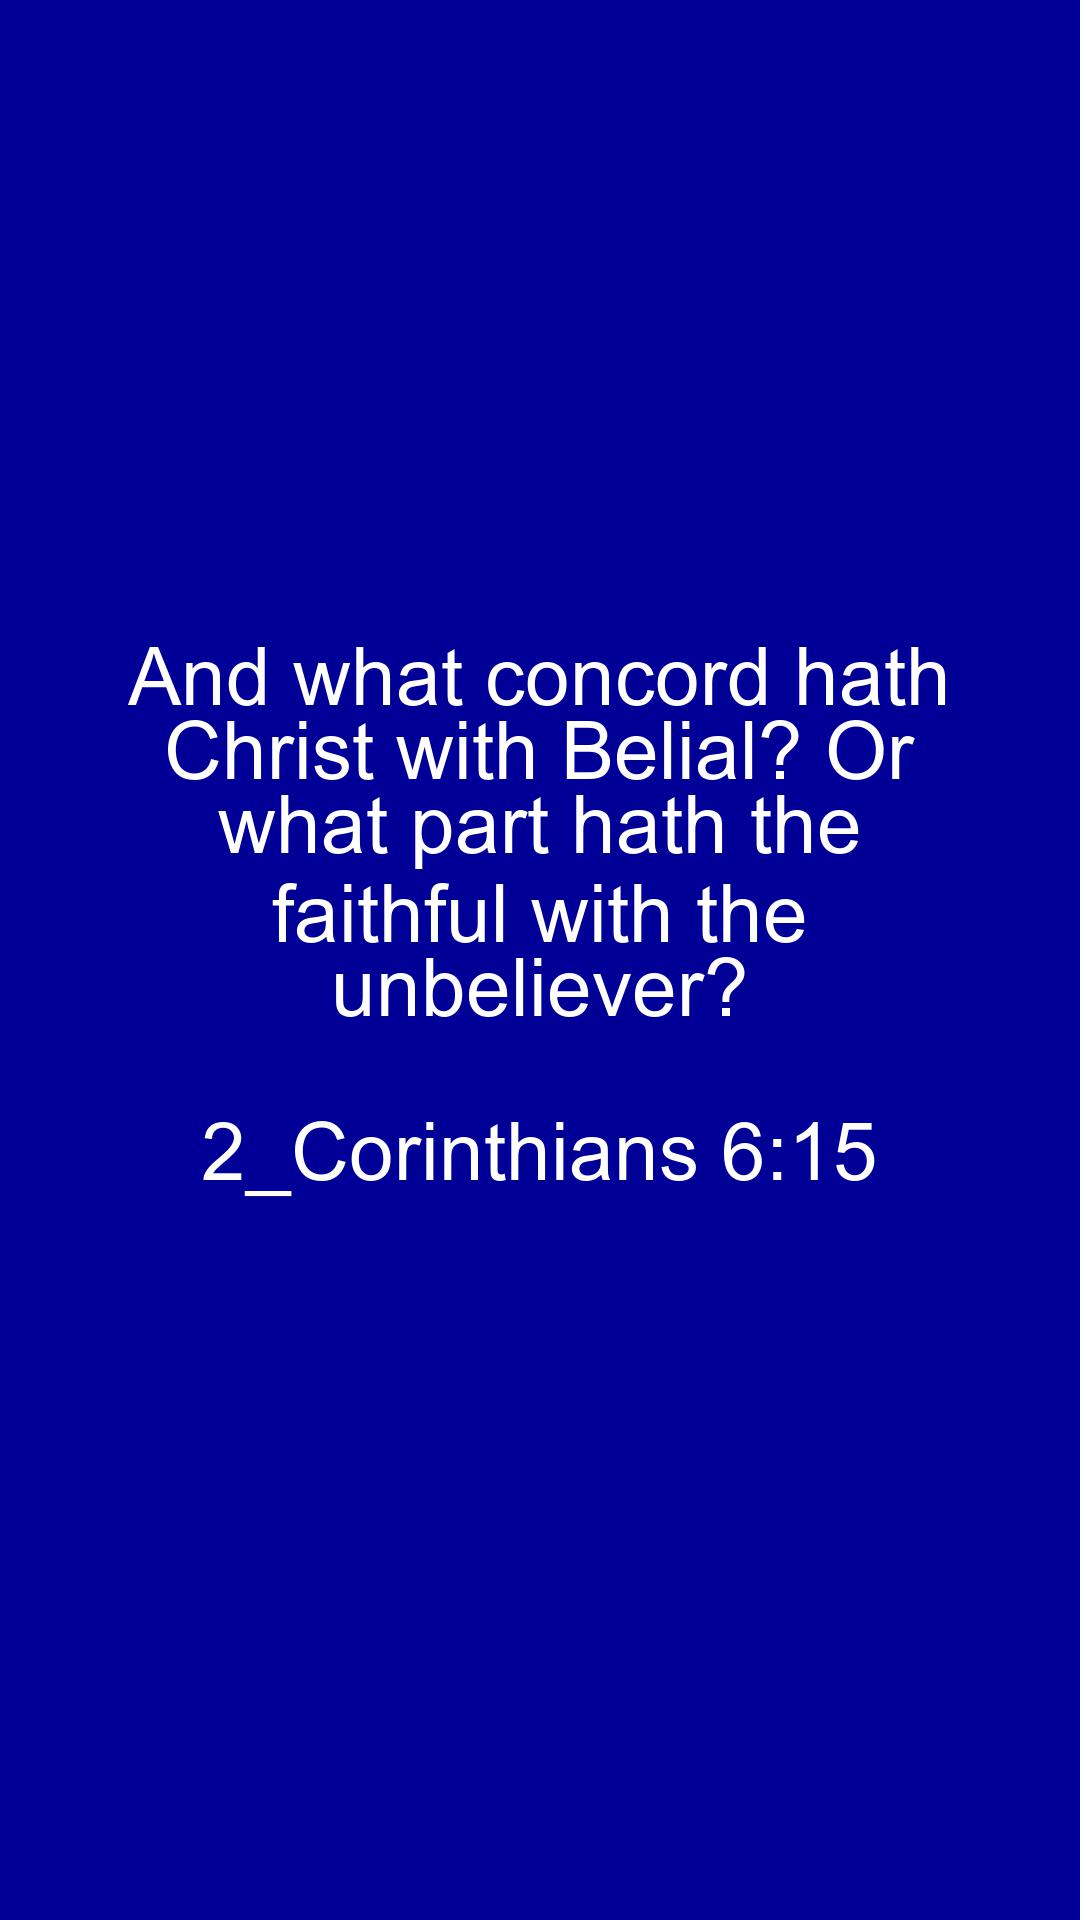 And what concord hath
Christ with Belial? Or
what part hath the
faithful with the
unbeliever?
2_Corinthians 6:15